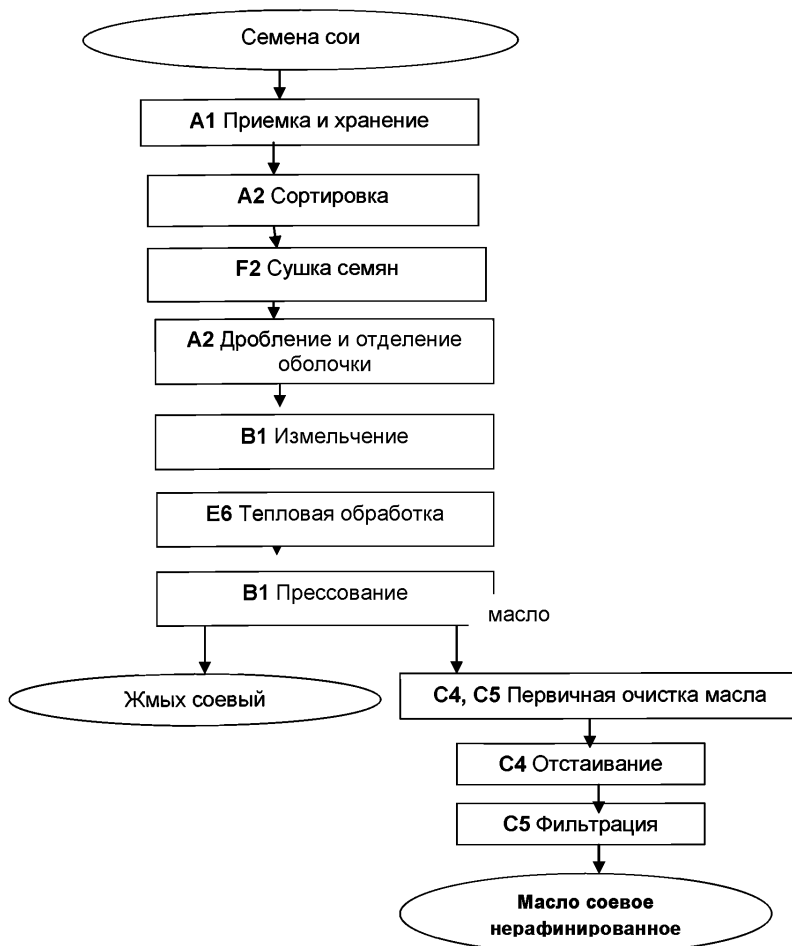 Семена сои
А1 Приемка и хранение
А2 Сортировка
F2 Сушка семян
А2 Дробление и отделение
оболочки
В1 Измельчение
Е6 Тепловая обработка
В1 Прессование
масло
Жмых соевый
С4, С5 Первичная очистка масла
С4 Отстаивание
С5 Фильтрация
Масло соевое
нерафинированное